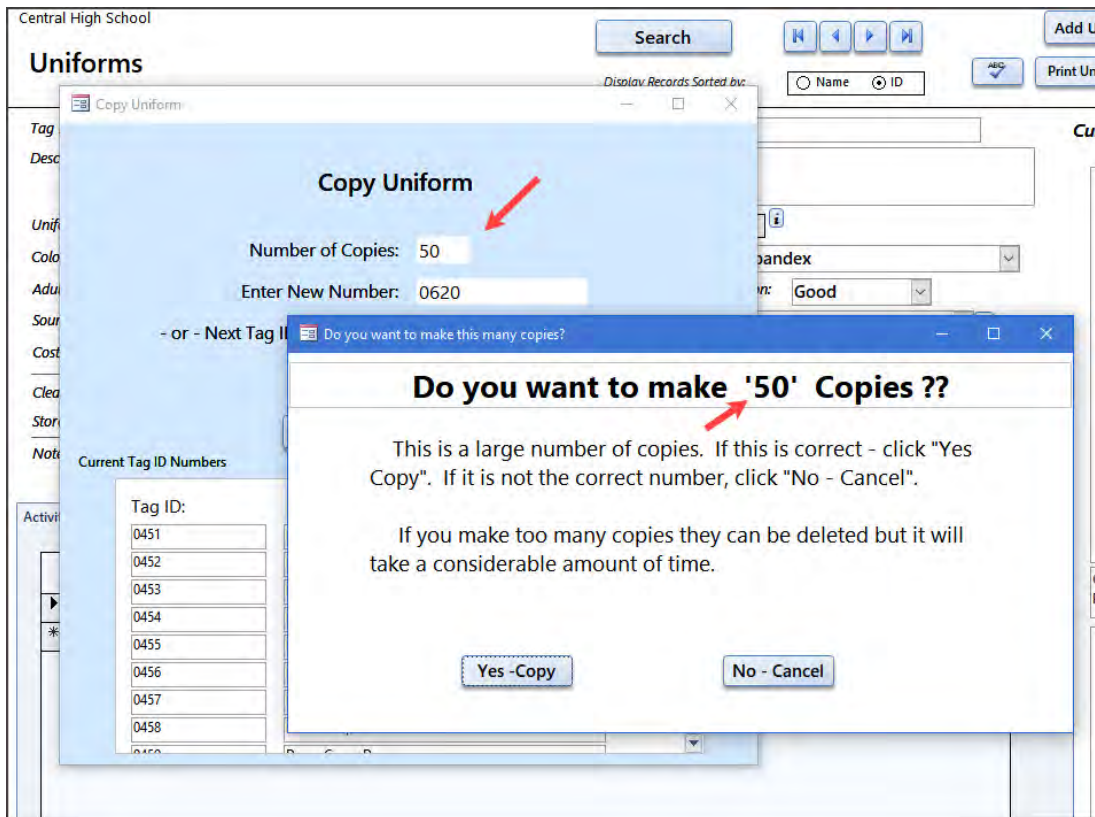 Central High School
Search
Add U
Uniforms
Display Records Sorted by:
Name
ID
ABC
Print Un
Copy Uniform
Tag
Cu
Desc
Copy Uniform
Unif
i
Number of Copies: 50
Colo
pandex
Enter New Number: 0620
Adu
on: Good
Sour
- or - Next Tag I
Do you want to make this many copies?
Cost
Do you want to make '50' Copies ??
Clea
Stor
This is a large number of copies. If this is correct - click "Yes
Copy". If it is not the correct number, click "No - Cancel".
Note
Current Tag ID Numbers
Tag ID:
Activit
If you make too many copies they can be deleted but it will
take a considerable amount of time.
0451
0452
0453
0454
0455
0456
0457
0458
Yes -Copy
No - Cancel